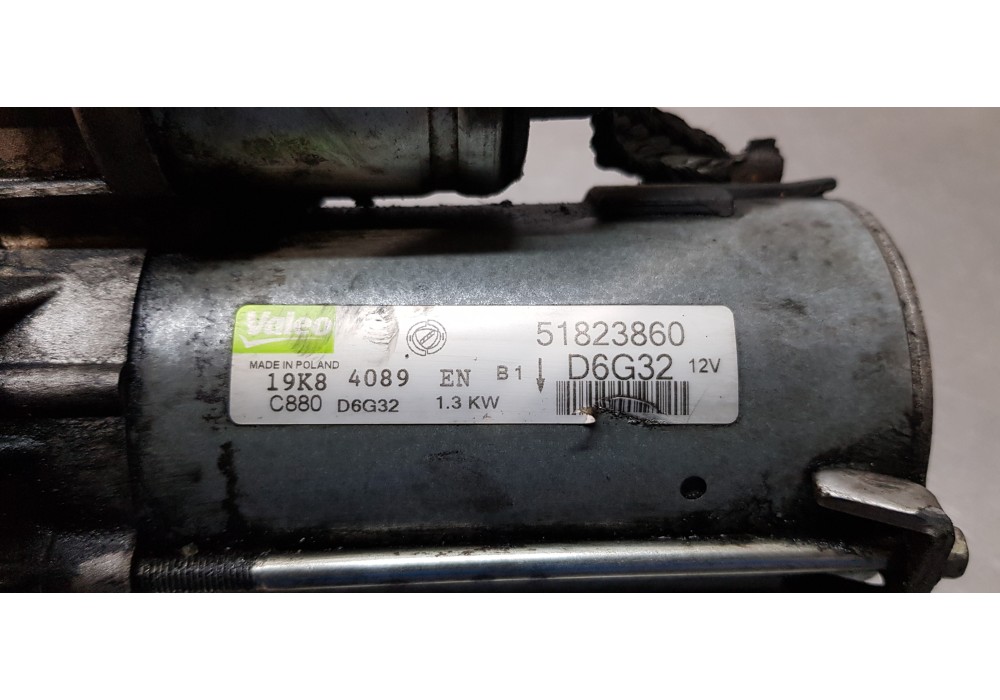 Valeo
51823860
MADE IN POLAND
19K8 4089 EN B1 D6G32 12V
C880 D6G32 1.3 KW